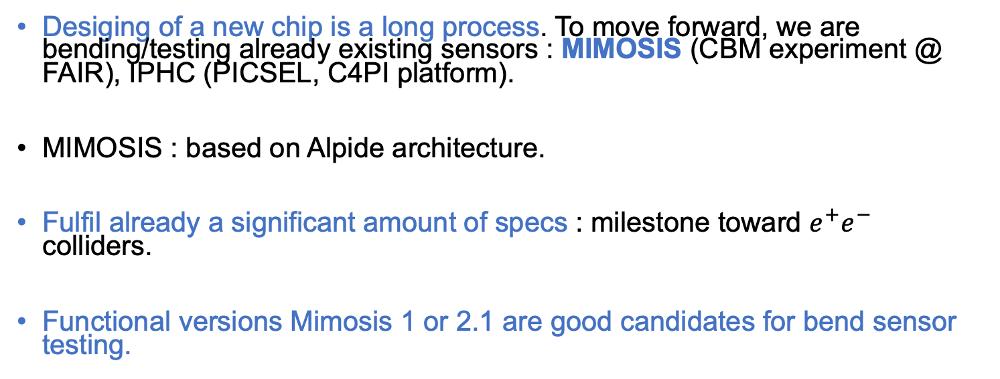 • Desiging of a new chip is a long process. To move forward, we are
bending/testing already existing sensors : MIMOSIS (CBM experiment @
FAIR), IPHC (PICSEL, C4PI platform).
• MIMOSIS : based on Alpide architecture.
• Fulfil already a significant amount of specs : milestone toward e⁺e⁻
colliders.
• Functional versions Mimosis 1 or 2.1 are good candidates for bend sensor
testing.